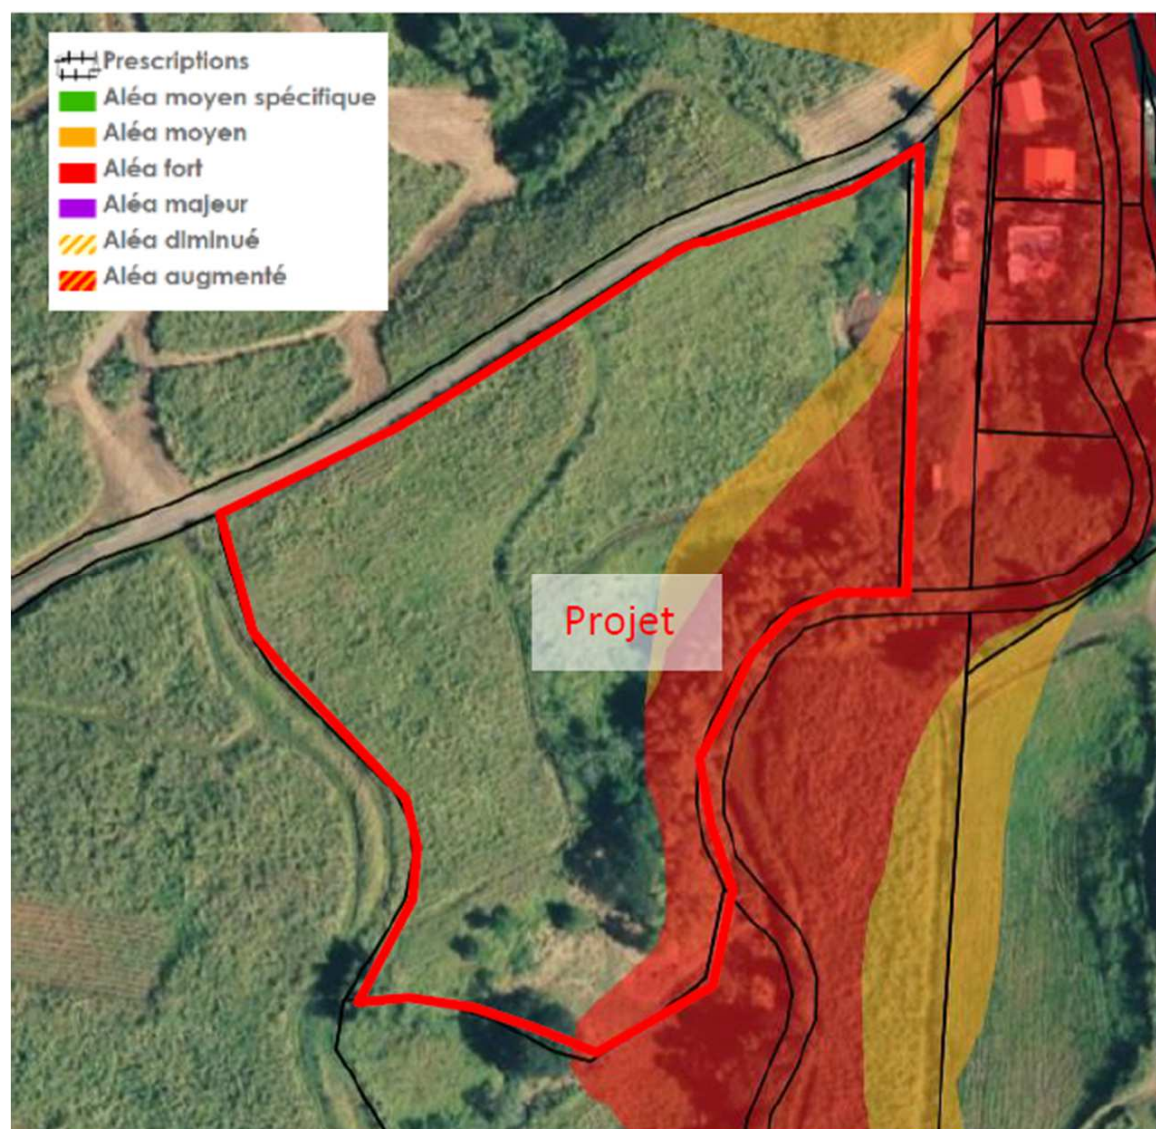 Prescriptions
Aléa moyen spécifique
Aléa moyen
Aléa fort
Aléa majeur
Aléa diminué
Aléa augmenté
Projet